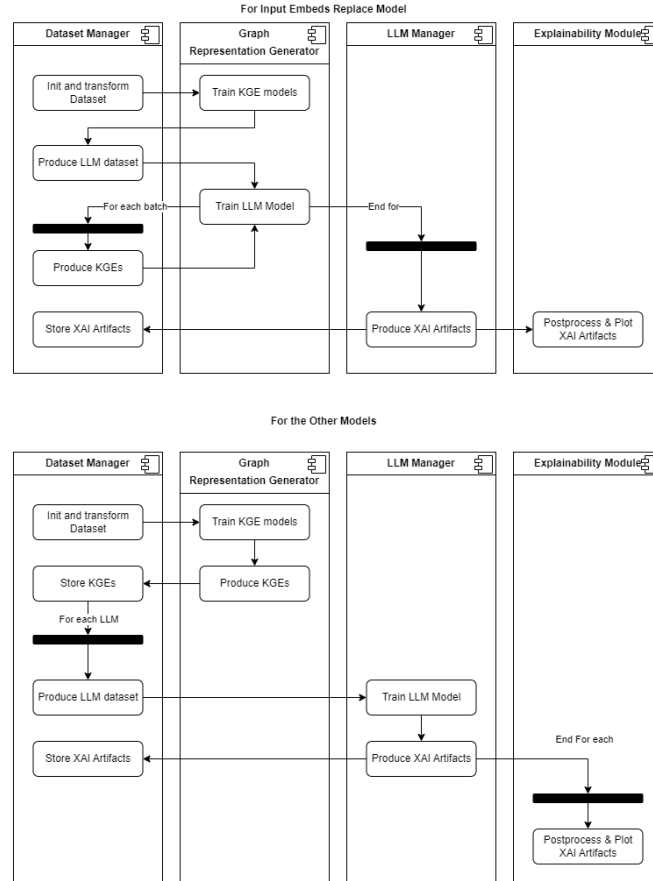 For Input Embeds Replace Model
Dataset Manager
Graph
Representation Generator
LLM Manager
Explainability Module
Init and transform
Dataset
Train KGE models
Produce LLM dataset
For each batch
Train LLM Model
End for
Produce KGEs
Store XAI Artifacts
Produce XAI Artifacts
Postprocess & Plot
XAI Artifacts
For the Other Models
Dataset Manager
Graph
Representation Generator
LLM Manager
Explainability Module
Init and transform
Dataset
Train KGE models
Store KGEs
Produce KGEs
For each LLM
Produce LLM dataset
Train LLM Model
Store XAI Artifacts
Produce XAI Artifacts
End For each
Postprocess & Plot
XAI Artifacts